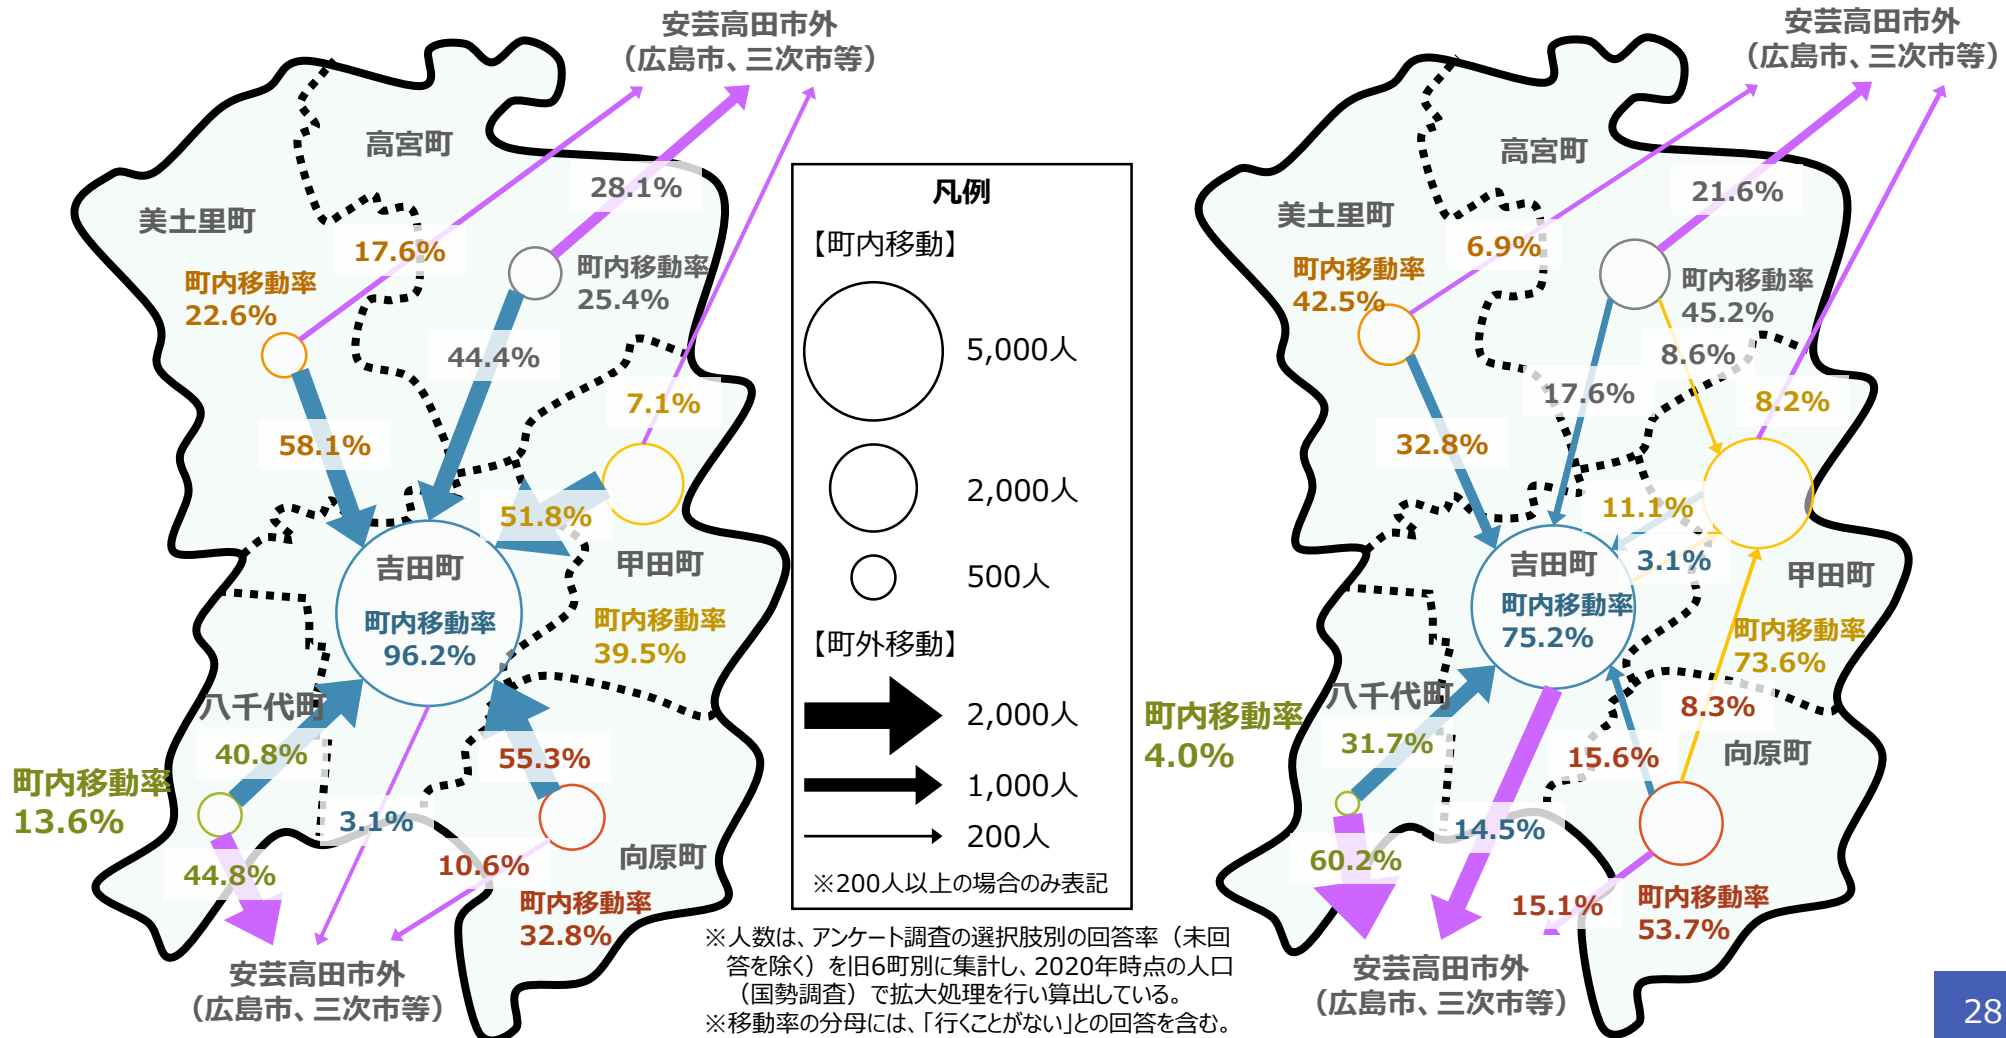 安芸高田市外
（広島市、三次市等）
高宮町
28.1%
美土里町
17.6%
町内移動率
25.4%
町内移動率
22.6%
44.4%
7.1%
58.1%
51.8%
吉田町
甲田町
町内移動率
96.2%
町内移動率
39.5%
八千代町
40.8%
55.3%
町内移動率
13.6%
3.1%
44.8%
10.6%
向原町
町内移動率
32.8%
安芸高田市外
（広島市、三次市等）
凡例
【町内移動】
5,000人
2,000人
500人
【町外移動】
2,000人
1,000人
200人
※200人以上の場合のみ表記
※人数は、アンケート調査の選択肢別の回答率（未回
答を除く）を旧6町別に集計し、2020年時点の人口
（国勢調査）で拡大処理を行い算出している。
※移動率の分母には、「行くことがない」との回答を含む。
安芸高田市外
（広島市、三次市等）
高宮町
21.6%
美土里町
6.9%
町内移動率
42.5%
町内移動率
45.2%
8.6%
17.6%
8.2%
32.8%
11.1%
吉田町
3.1%
甲田町
町内移動率
75.2%
町内移動率
73.6%
八千代町
8.3%
町内移動率
4.0%
31.7%
15.6%
向原町
14.5%
60.2%
15.1%
町内移動率
53.7%
安芸高田市外
（広島市、三次市等）
28